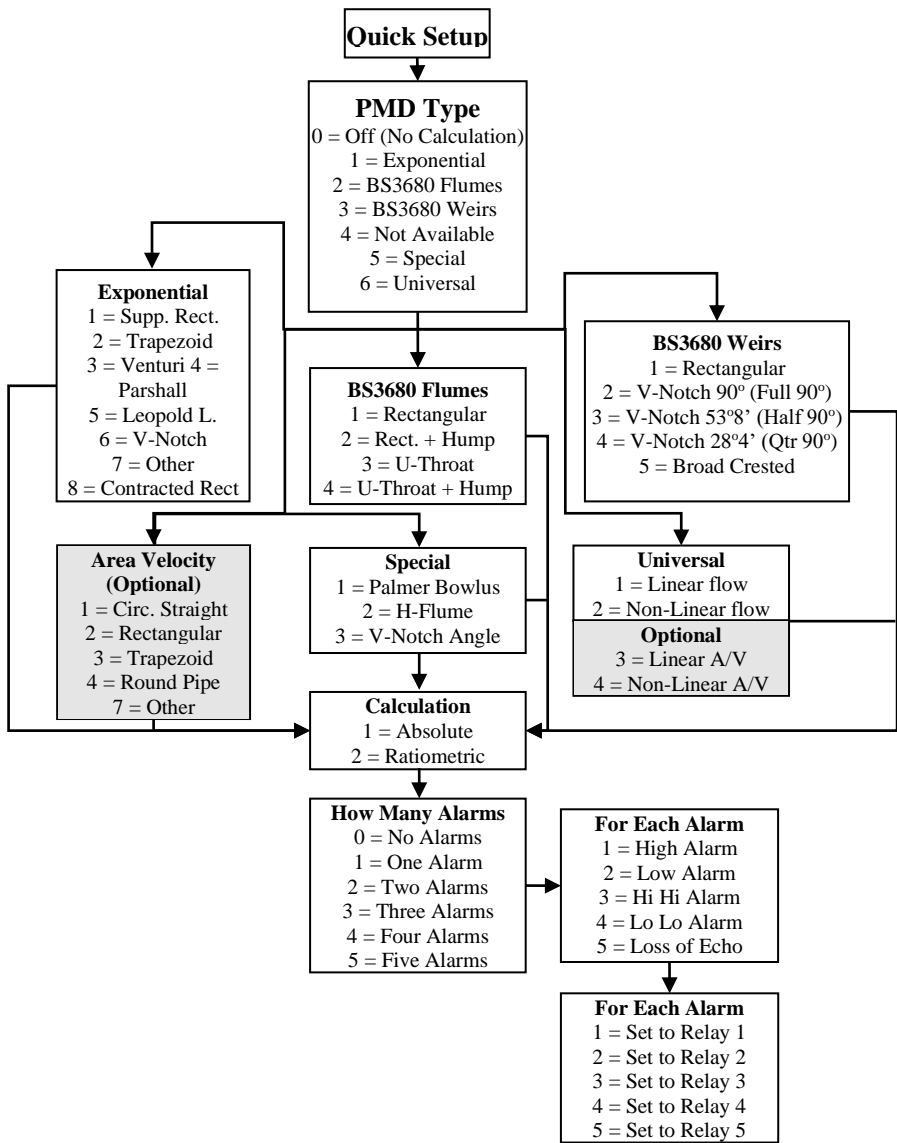 Quick Setup
PMD Type
0 = Off (No Calculation)
1 = Exponential
2 = BS3680 Flumes
3 = BS3680 Weirs
4 = Not Available
5 = Special
6 = Universal
Exponential
1 = Supp. Rect.
2 = Trapezoid
3 = Venturi 4 =
Parshall
5 = Leopold L.
6 = V-Notch
7 = Other
8 = Contracted Rect
BS3680 Flumes
1 = Rectangular
2 = Rect. + Hump
3 = U-Throat
4 = U-Throat + Hump
BS3680 Weirs
1 = Rectangular
2 = V-Notch 90º (Full 90º)
3 = V-Notch 53º8’ (Half 90º)
4 = V-Notch 28º4’ (Qtr 90º)
5 = Broad Crested
Area Velocity
(Optional)
1 = Circ. Straight
2 = Rectangular
3 = Trapezoid
4 = Round Pipe
7 = Other
Special
1 = Palmer Bowlus
2 = H-Flume
3 = V-Notch Angle
Universal
1 = Linear flow
2 = Non-Linear flow
Optional
3 = Linear A/V
4 = Non-Linear A/V
Calculation
1 = Absolute
2 = Ratiometric
How Many Alarms
0 = No Alarms
1 = One Alarm
2 = Two Alarms
3 = Three Alarms
4 = Four Alarms
5 = Five Alarms
For Each Alarm
1 = High Alarm
2 = Low Alarm
3 = Hi Hi Alarm
4 = Lo Lo Alarm
5 = Loss of Echo
For Each Alarm
1 = Set to Relay 1
2 = Set to Relay 2
3 = Set to Relay 3
4 = Set to Relay 4
5 = Set to Relay 5